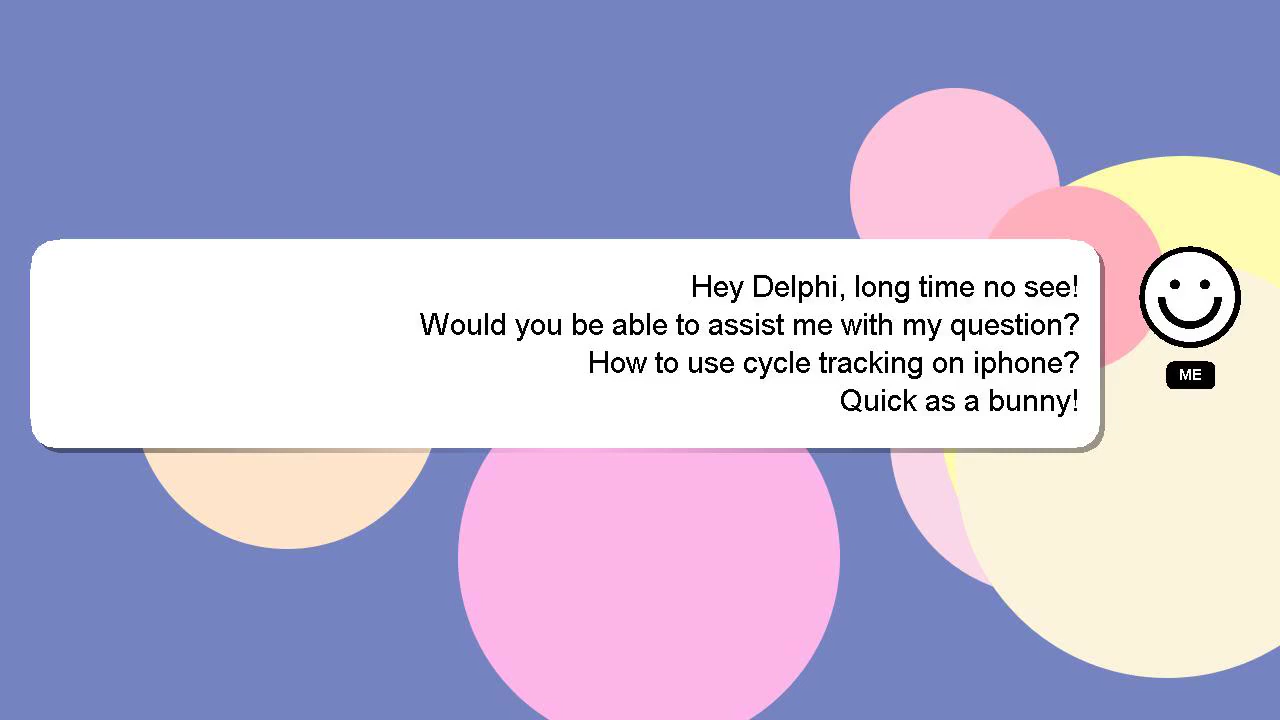 Hey Delphi, long time no see!
Would you be able to assist me with my question?
How to use cycle tracking on iphone?
Quick as a bunny!
ME